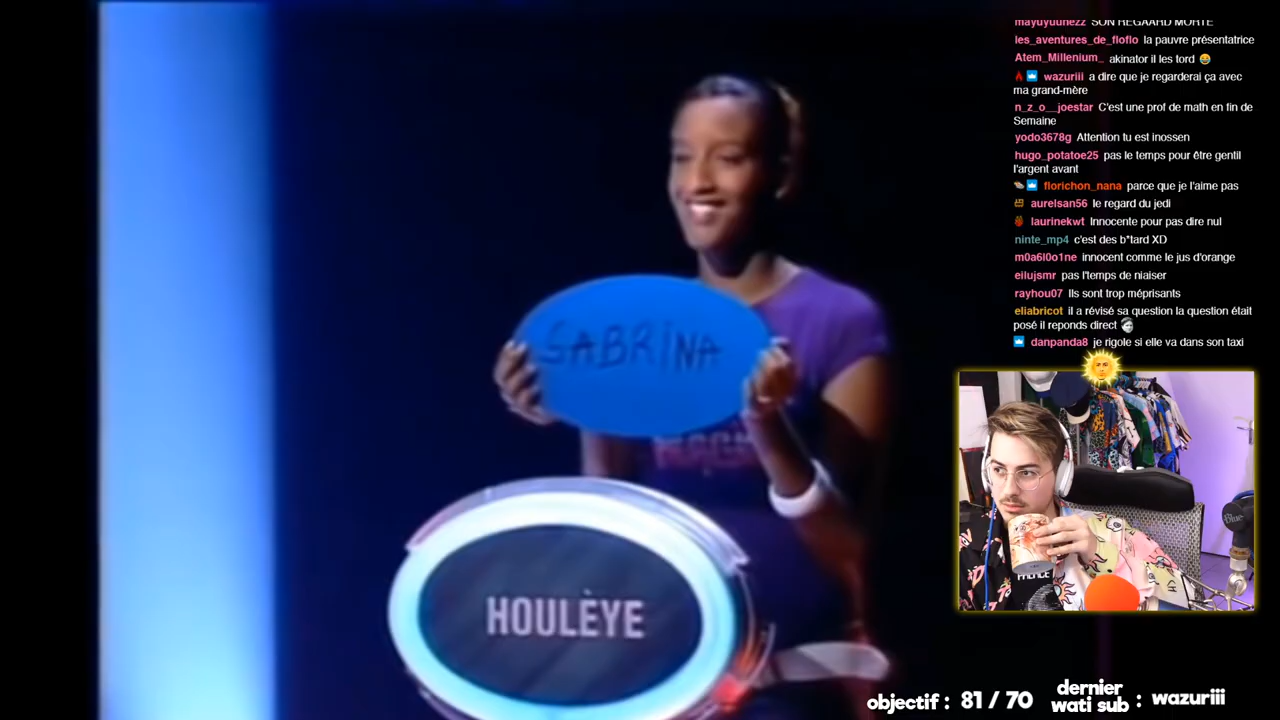 mayuyuunezz SON REGAARD MORTE
les_aventures_de_floflo la pauvre présentatrice
Atem_Millenium_ akinator il les tord
wazuriii a dire que je regarderai ça avec
ma grand-mère
n_z_o__joestar C'est une prof de math en fin de
Semaine
yodo3678g Attention tu est inossen
hugo_potatoe25 pas le temps pour être gentil
l'argent avant
florichon_nana parce que je l'aime pas
aurelsan56 le regard du jedi
laurinekwt Innocente pour pas dire nul
ninte_mp4 c'est des b*tard XD
m0a6l0o1ne innocent comme le jus d'orange
eilujsmr pas l'temps de niaiser
rayhou07 Ils sont trop méprisants
eliabricot il a révisé sa question la question était
posé il reponds direct
danpanda8 je rigole si elle va dans son taxi
SABRINA
HOULÈYE
PALACE
Blue
objectif : 81 / 70
dernier
wati sub : wazuriii